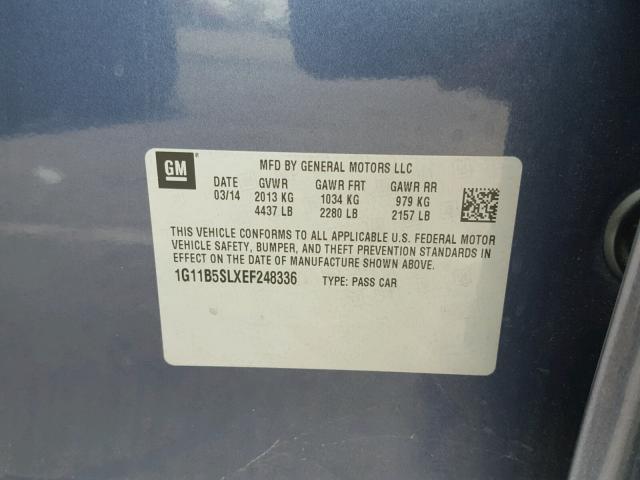 GM
MFD BY GENERAL MOTORS LLC
DATE GVWR GAWR FRT GAWR RR
03/14 2013 KG 1034 KG 979 KG
4437 LB 2280 LB 2157 LB
THIS VEHICLE CONFORMS TO ALL APPLICABLE U.S. FEDERAL MOTOR
VEHICLE SAFETY, BUMPER, AND THEFT PREVENTION STANDARDS IN
EFFECT ON THE DATE OF MANUFACTURE SHOWN ABOVE.
1G11B5SLXEF248336 TYPE: PASS CAR